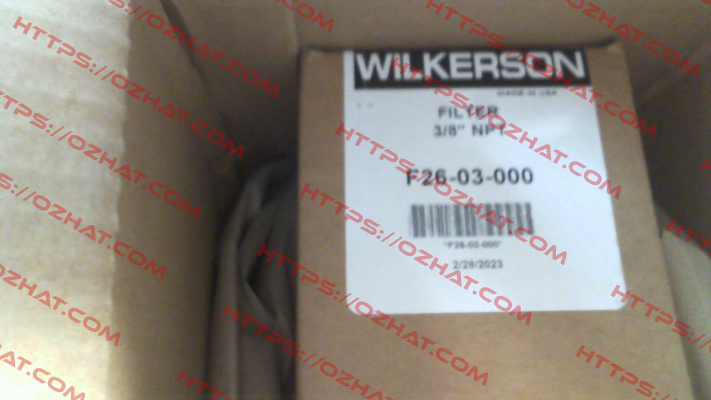 WILKERSON
MADE IN USA
FILTER
3/8" NPT
F26-03-000
*F26-03-000*
2/28/2023
HTTPS://OZHAT.COM